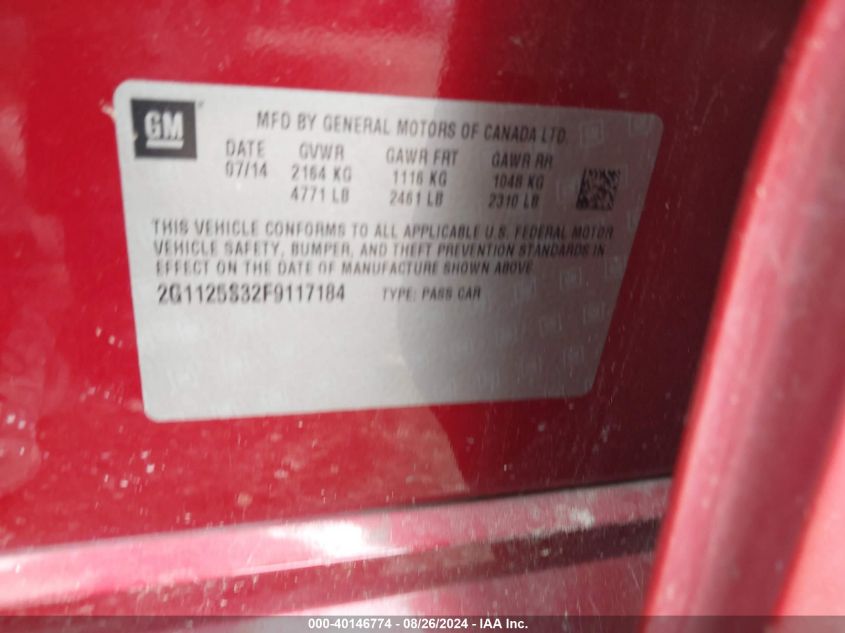 GM
MFD BY GENERAL MOTORS OF CANADA LTD.
DATE GVWR GAWR FRT GAWR RR
07/14 2164 KG 1116 KG 1048 KG
4771 LB 2461 LB 2310 LB
THIS VEHICLE CONFORMS TO ALL APPLICABLE U.S. FEDERAL MOTOR
VEHICLE SAFETY, BUMPER, AND THEFT PREVENTION STANDARDS IN
EFFECT ON THE DATE OF MANUFACTURE SHOWN ABOVE
2G1125S32F9117184 TYPE: PASS CAR
000-40146774 - 08/26/2024 - IAA Inc.